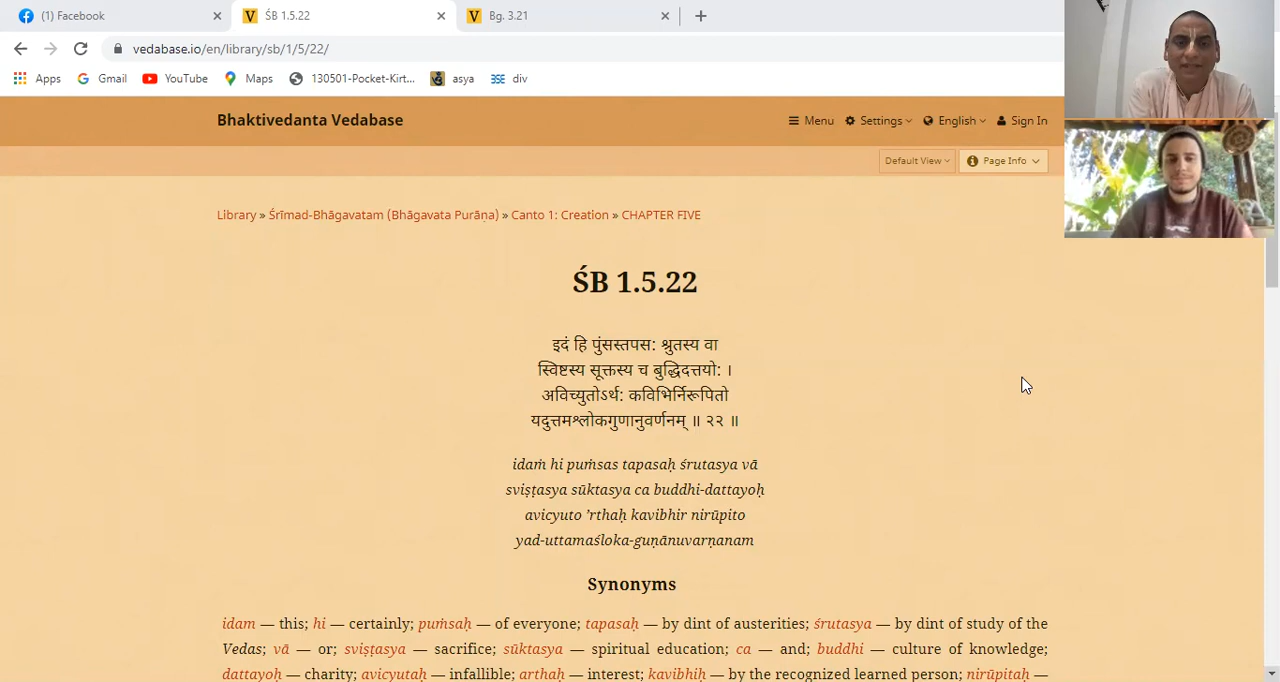 (1) Facebook
ŚB 1.5.22
Bg. 3.21
vedabase.io/en/library/sb/1/5/22/
Apps Gmail YouTube Maps 130501-Pocket-Kirt... asya div
Bhaktivedanta Vedabase
Menu Settings English Sign In
Default View Page Info
Library » Śrīmad-Bhāgavatam (Bhāgavata Purāṇa) » Canto 1: Creation » CHAPTER FIVE
ŚB 1.5.22
इदं हि पुंसस्तपस: श्रुतस्य वा
स्विष्टस्य सूक्तस्य च बुद्धिदत्तयो: ।
अविच्युतोऽर्थ: कविभिर्निरूपितो
यदुत्तमश्लोकगुणानुवर्णनम् ॥ २२ ॥
idaṁ hi puṁsas tapasaḥ śrutasya vā
sviṣṭasya sūktasya ca buddhi-dattayoḥ
avicyuto ’rthaḥ kavibhir nirūpito
yad-uttamaśloka-guṇānuvarṇanam
Synonyms
idam — this; hi — certainly; puṁsaḥ — of everyone; tapasaḥ — by dint of austerities; śrutasya — by dint of study of the
Vedas; vā — or; sviṣṭasya — sacrifice; sūktasya — spiritual education; ca — and; buddhi — culture of knowledge;
dattayoḥ — charity; avicyutaḥ — infallible; arthaḥ — interest; kavibhiḥ — by the recognized learned person; nirūpitaḥ —